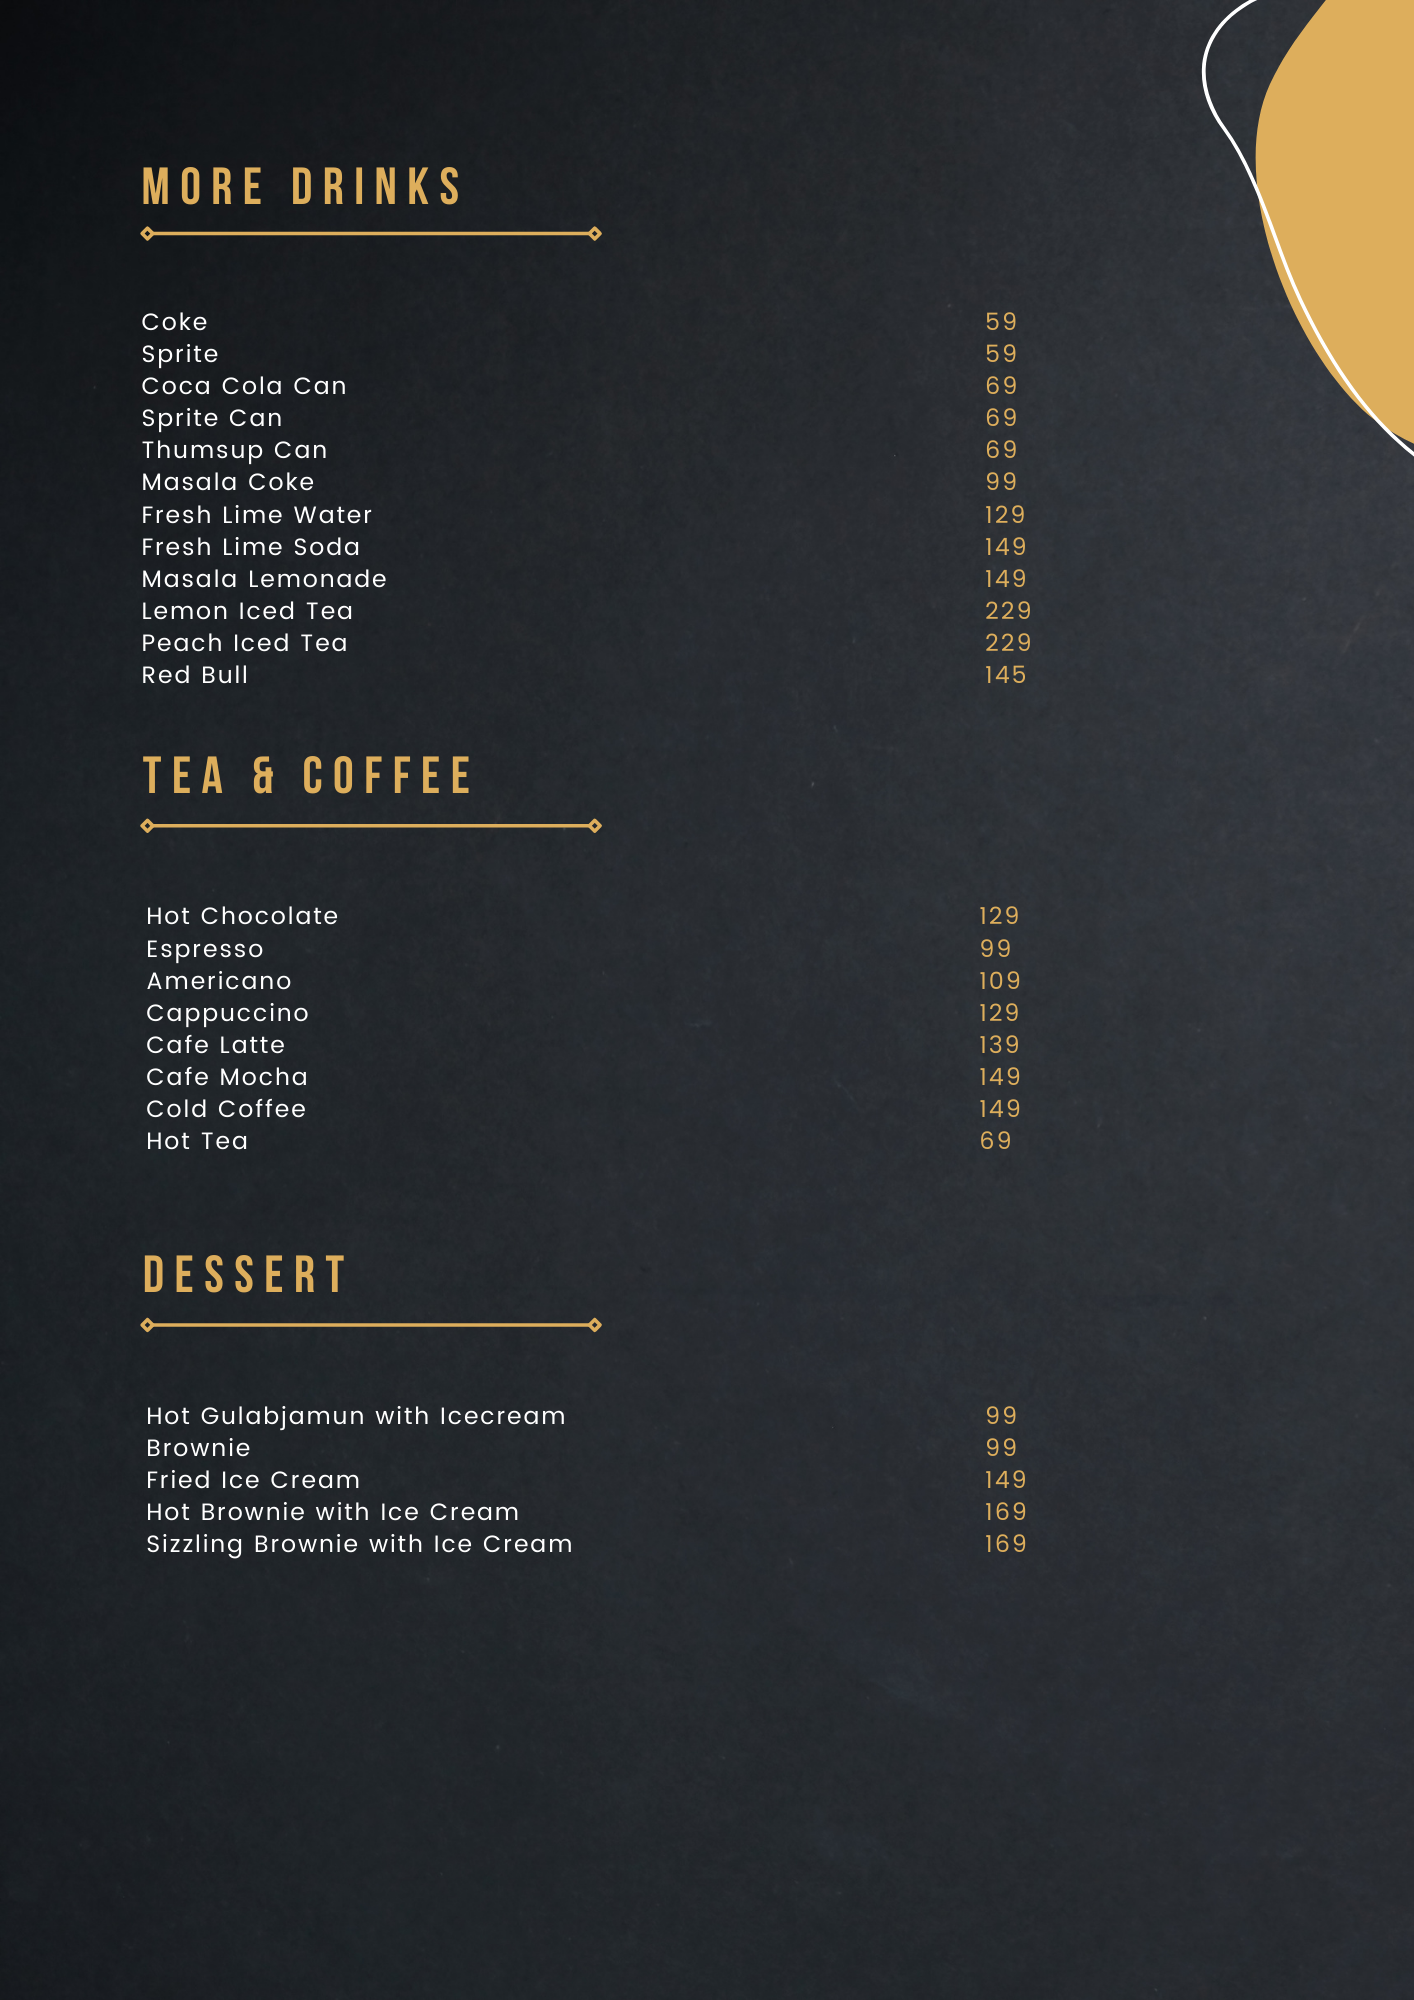 MORE DRINKS
Coke 59
Sprite 59
Coca Cola Can 69
Sprite Can 69
Thumsup Can 69
Masala Coke 99
Fresh Lime Water 129
Fresh Lime Soda 149
Masala Lemonade 149
Lemon Iced Tea 229
Peach Iced Tea 229
Red Bull 145
TEA & COFFEE
Hot Chocolate 129
Espresso 99
Americano 109
Cappuccino 129
Cafe Latte 139
Cafe Mocha 149
Cold Coffee 149
Hot Tea 69
DESSERT
Hot Gulabjamun with Icecream 99
Brownie 99
Fried Ice Cream 149
Hot Brownie with Ice Cream 169
Sizzling Brownie with Ice Cream 169